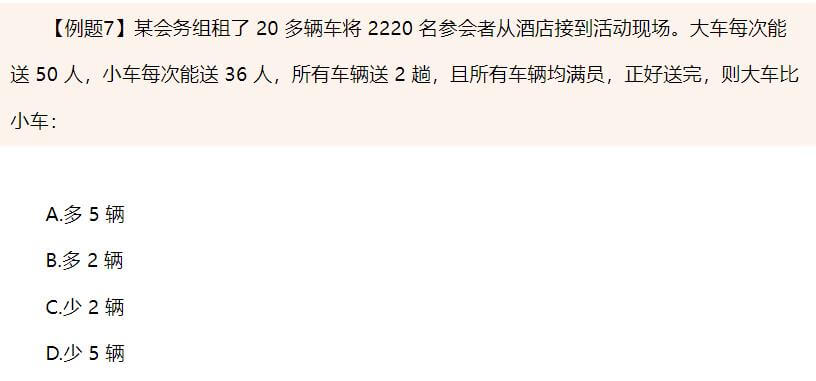 【例题7】某会务组租了 20 多辆车将 2220 名参会者从酒店接到活动现场。大车每次能
送 50 人，小车每次能送 36 人，所有车辆送 2 趟，且所有车辆均满员，正好送完，则大车比
小车：
A.多 5 辆
B.多 2 辆
C.少 2 辆
D.少 5 辆